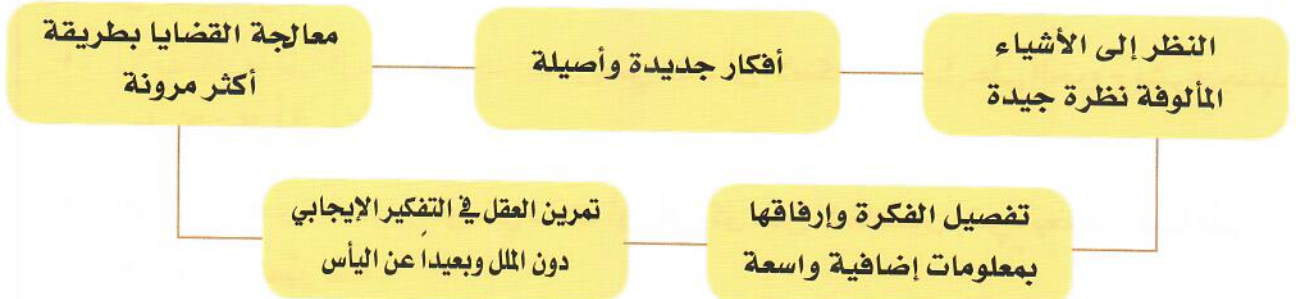 النظر إلى الأشياء
المألوفة نظرة جيدة
أفكار جديدة وأصيلة
معالجة القضايا بطريقة
أكثر مرونة
تفصيل الفكرة وإرفاقها
بمعلومات إضافية واسعة
تمرين العقل في التفكير الإيجابي
دون الملل وبعيداً عن اليأس